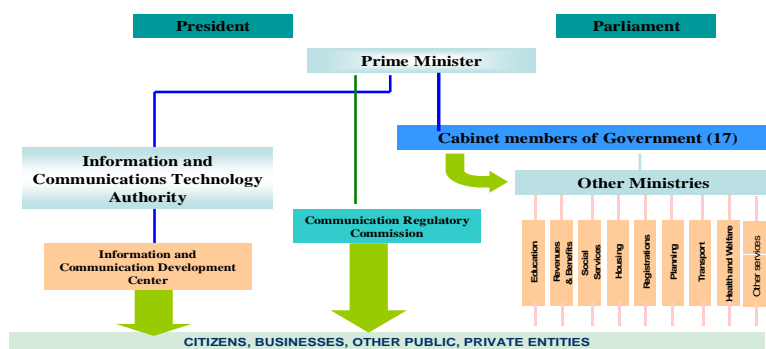 President
Parliament
Prime Minister
Cabinet members of Government (17)
Information and
Communications Technology
Authority
Other Ministries
Communication Regulatory
Commission
Information and
Communication Development
Center
Education
Revenues
& Benefits
Social
Services
Housing
Registrations
Planning
Transport
Health and Welfare
Other services
CITIZENS, BUSINESSES, OTHER PUBLIC, PRIVATE ENTITIES